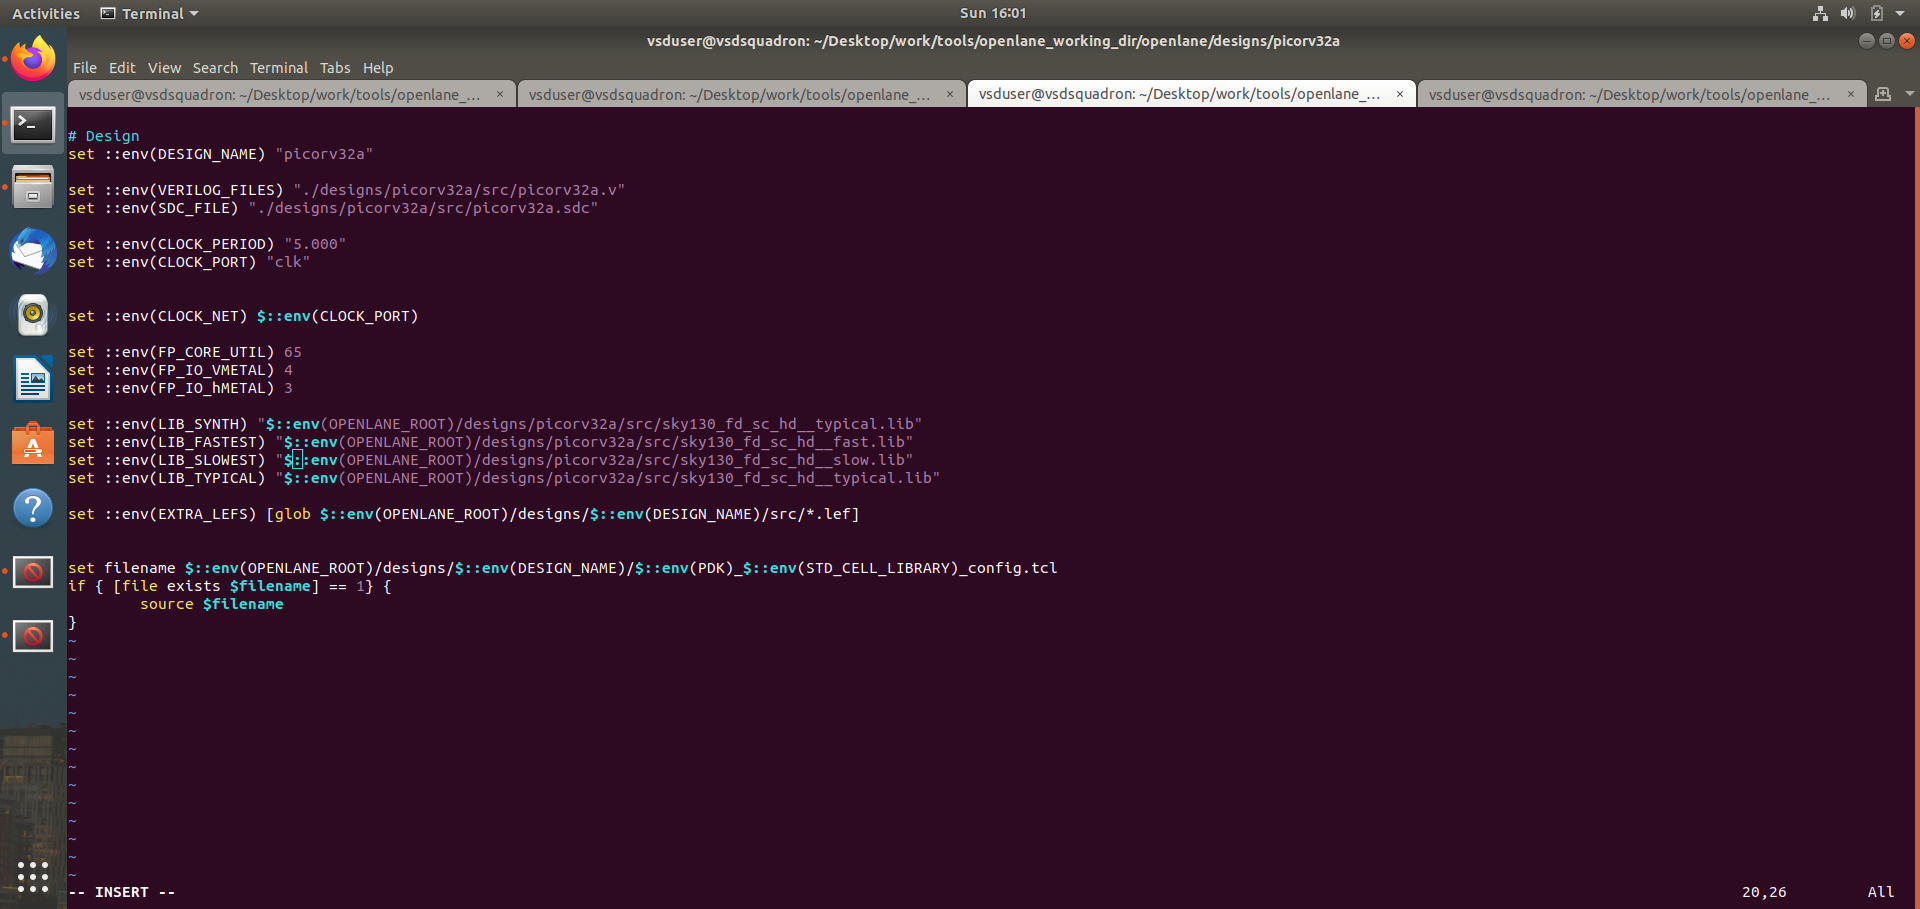 Activities Terminal Sun 16:01
vsduser@vsdsquadron: ~/Desktop/work/tools/openlane_working_dir/openlane/designs/picorv32a
File Edit View Search Terminal Tabs Help
vsduser@vsdsquadron: ~/Desktop/work/tools/openlane_... × vsduser@vsdsquadron: ~/Desktop/work/tools/openlane_... × vsduser@vsdsquadron: ~/Desktop/work/tools/openlane_... × vsduser@vsdsquadron: ~/Desktop/work/tools/openlane_... ×
# Design
set ::env(DESIGN_NAME) "picorv32a"
set ::env(VERILOG_FILES) "./designs/picorv32a/src/picorv32a.v"
set ::env(SDC_FILE) "./designs/picorv32a/src/picorv32a.sdc"
set ::env(CLOCK_PERIOD) "5.000"
set ::env(CLOCK_PORT) "clk"
set ::env(CLOCK_NET) $::env(CLOCK_PORT)
set ::env(FP_CORE_UTIL) 65
set ::env(FP_IO_VMETAL) 4
set ::env(FP_IO_hMETAL) 3
set ::env(LIB_SYNTH) "$::env(OPENLANE_ROOT)/designs/picorv32a/src/sky130_fd_sc_hd__typical.lib"
set ::env(LIB_FASTEST) "$::env(OPENLANE_ROOT)/designs/picorv32a/src/sky130_fd_sc_hd__fast.lib"
set ::env(LIB_SLOWEST) "$::env(OPENLANE_ROOT)/designs/picorv32a/src/sky130_fd_sc_hd__slow.lib"
set ::env(LIB_TYPICAL) "$::env(OPENLANE_ROOT)/designs/picorv32a/src/sky130_fd_sc_hd__typical.lib"
set ::env(EXTRA_LEFS) [glob $::env(OPENLANE_ROOT)/designs/$::env(DESIGN_NAME)/src/*.lef]
set filename $::env(OPENLANE_ROOT)/designs/$::env(DESIGN_NAME)/$::env(PDK)_$::env(STD_CELL_LIBRARY)_config.tcl
if { [file exists $filename] == 1} {
        source $filename
}
~
~
~
~
~
~
~
~
~
~
~
~
~
~
-- INSERT -- 20,26 All